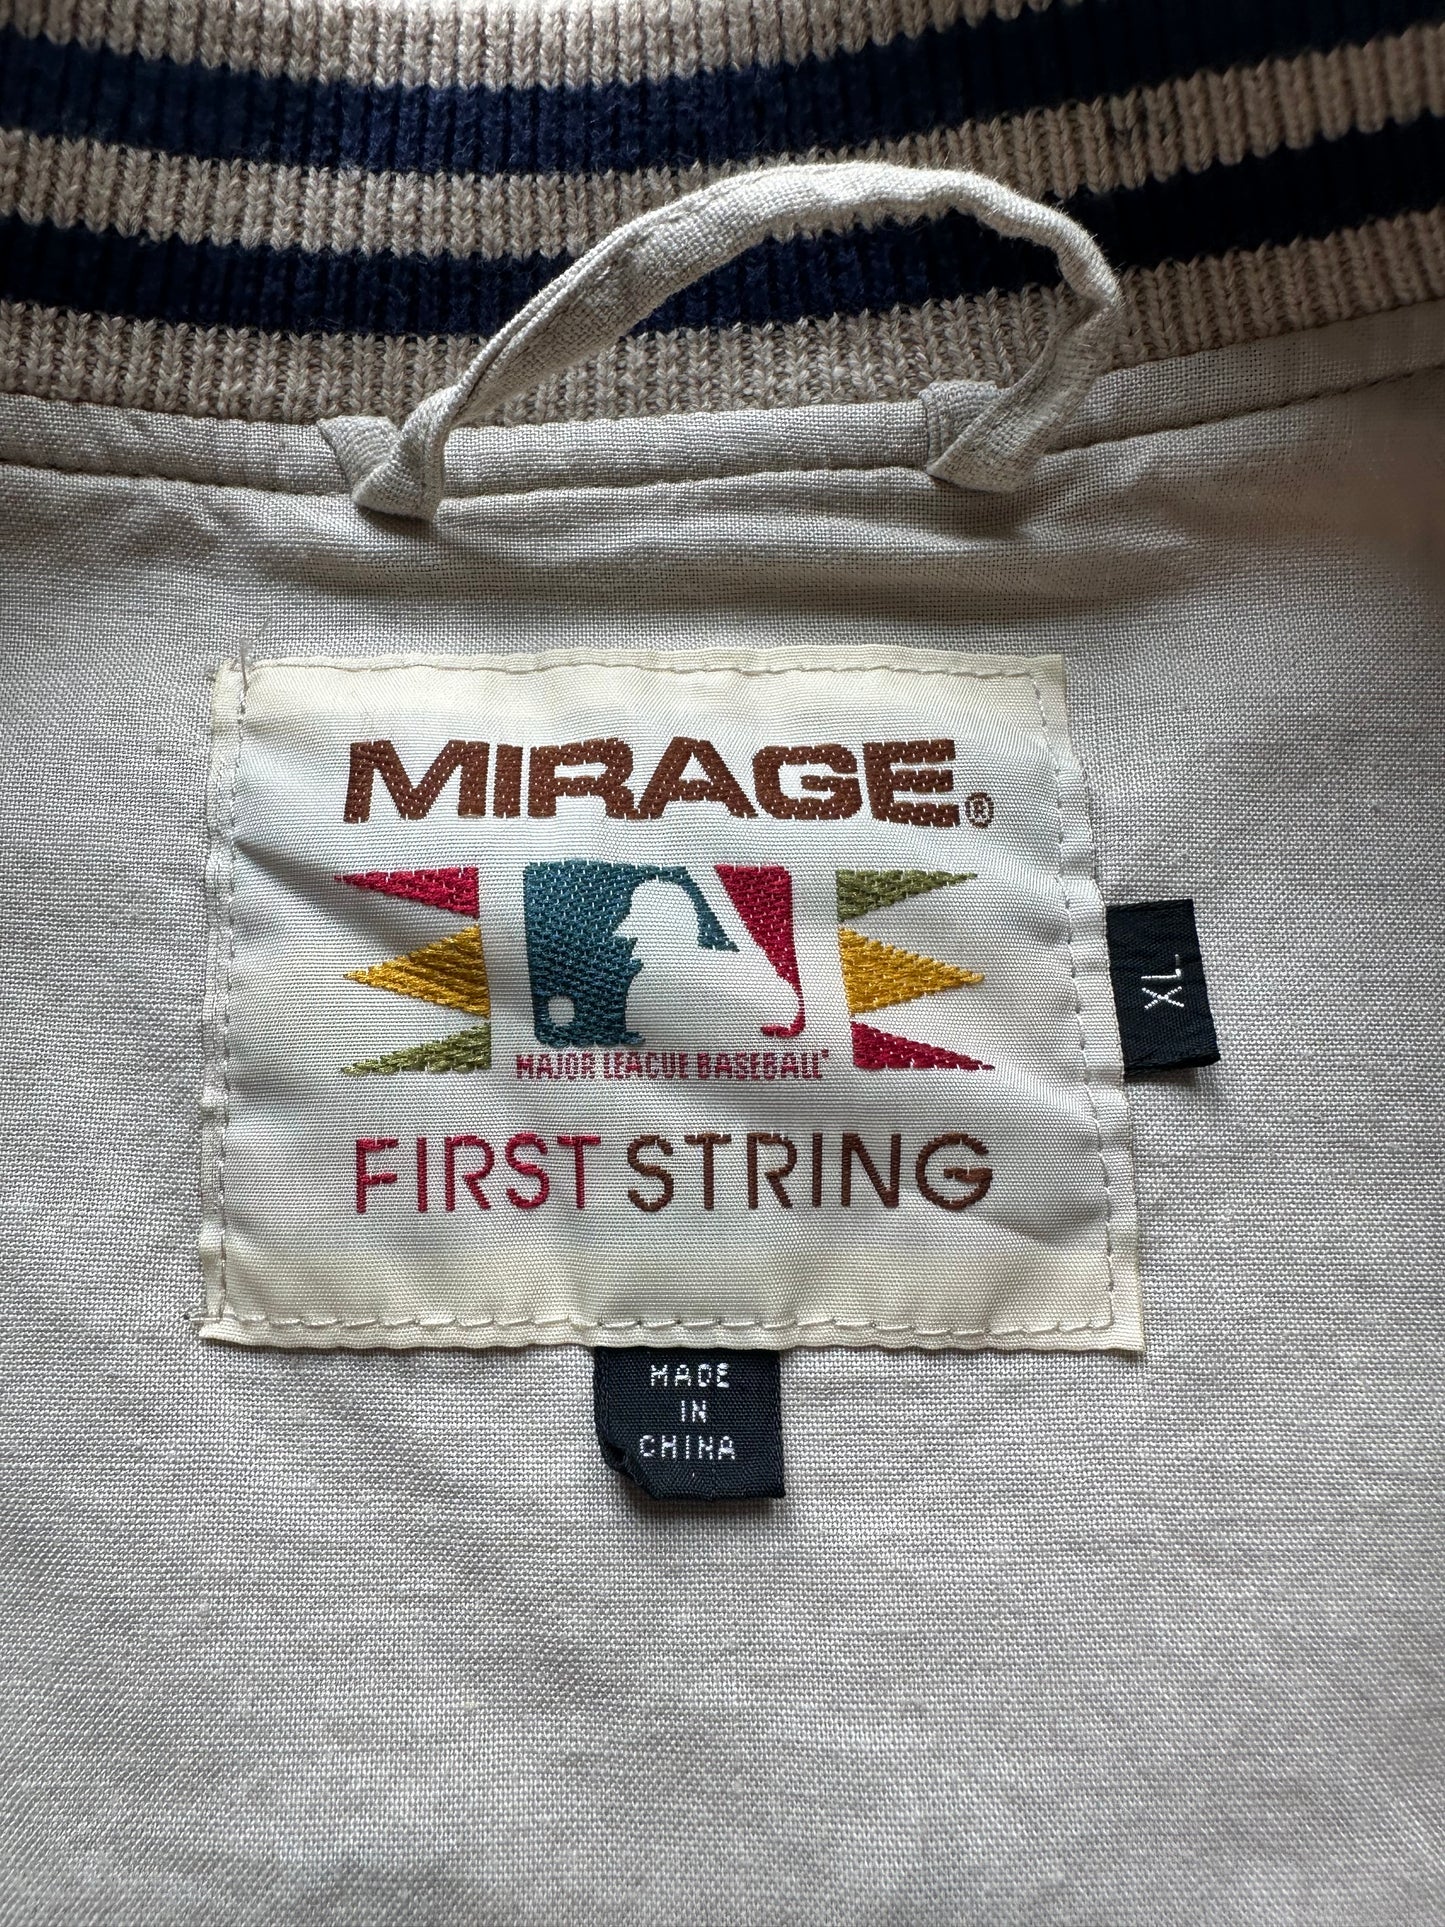 MIRAGE®
MAJOR LEAGUE BASEBALL
FIRST STRING
XL
MADE
IN
CHINA